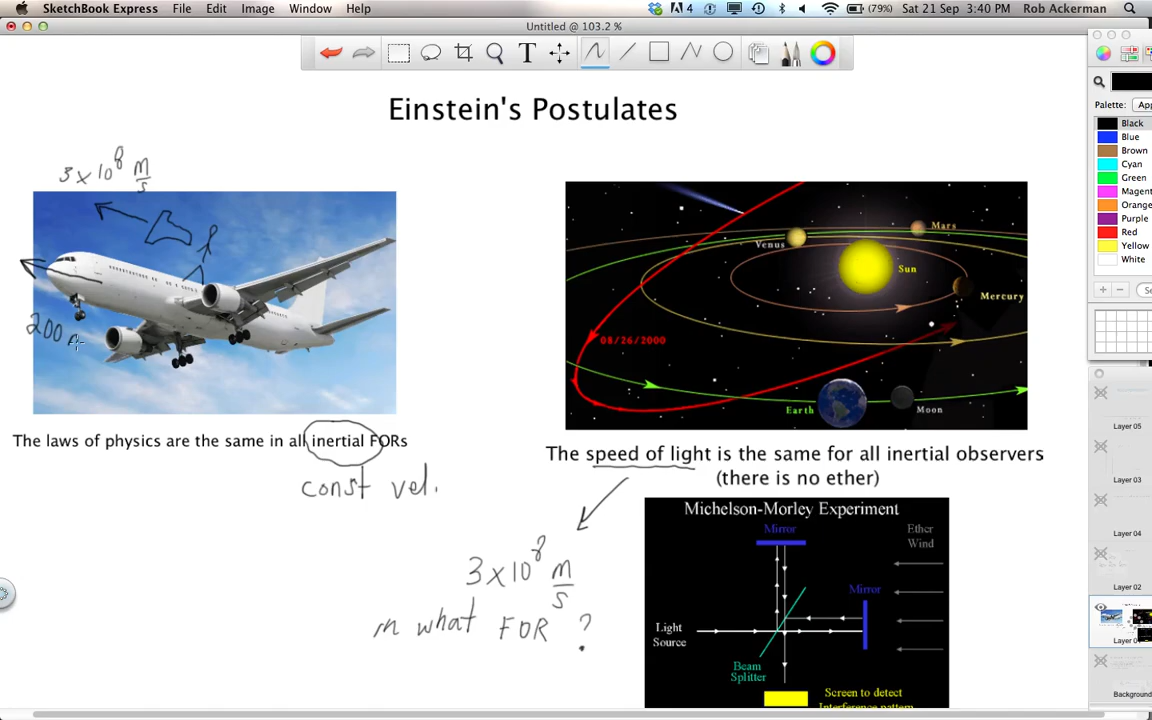 SketchBook Express File Edit Image Window Help
4 (79%) Sat 21 Sep 3:40 PM Rob Ackerman
Untitled @ 103.2 %
T
Einstein's Postulates
3 x 10^8 m/s
200
The laws of physics are the same in all inertial FORs
const vel.
Venus
Mars
Sun
Mercury
08/26/2000
Earth
Moon
The speed of light is the same for all inertial observers
(there is no ether)
3 x 10^8 m/s
in what FOR ?
Michelson-Morley Experiment
Mirror
Ether
Wind
Mirror
Light
Source
Beam
Splitter
Screen to detect
Interference pattern
Palette:
Black
Blue
Brown
Cyan
Green
Magent
Orange
Purple
Red
Yellow
White
Layer 05
Layer 03
Layer 04
Layer 02
Layer
Background